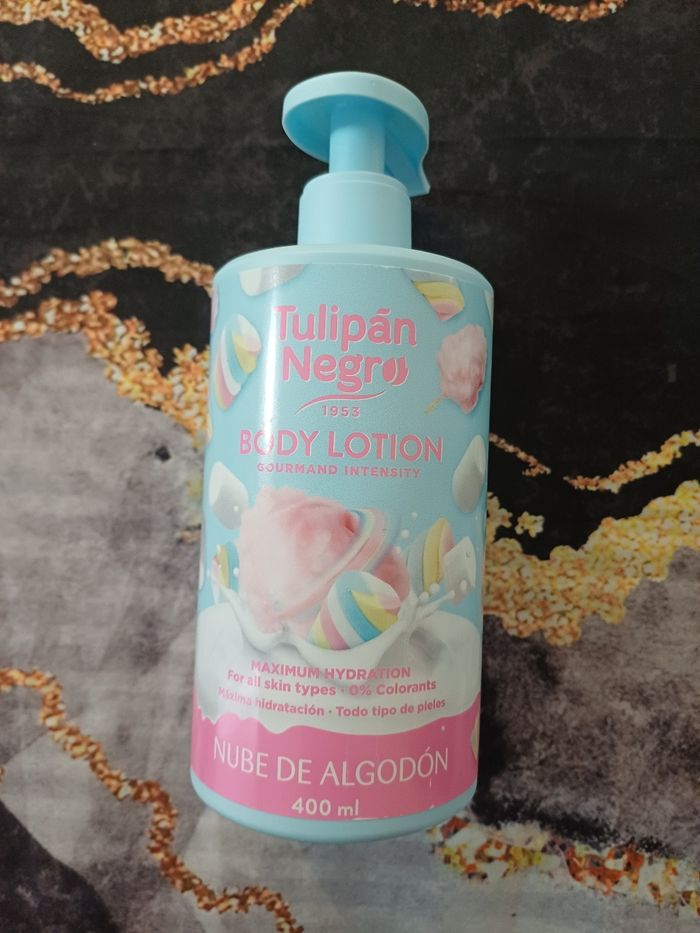 Tulipán
Negro
1953
BODY LOTION
GOURMAND INTENSITY
MAXIMUM HYDRATION
For all skin types · 0% Colorants
Máxima hidratación · Todo tipo de pieles
NUBE DE ALGODÓN
400 ml